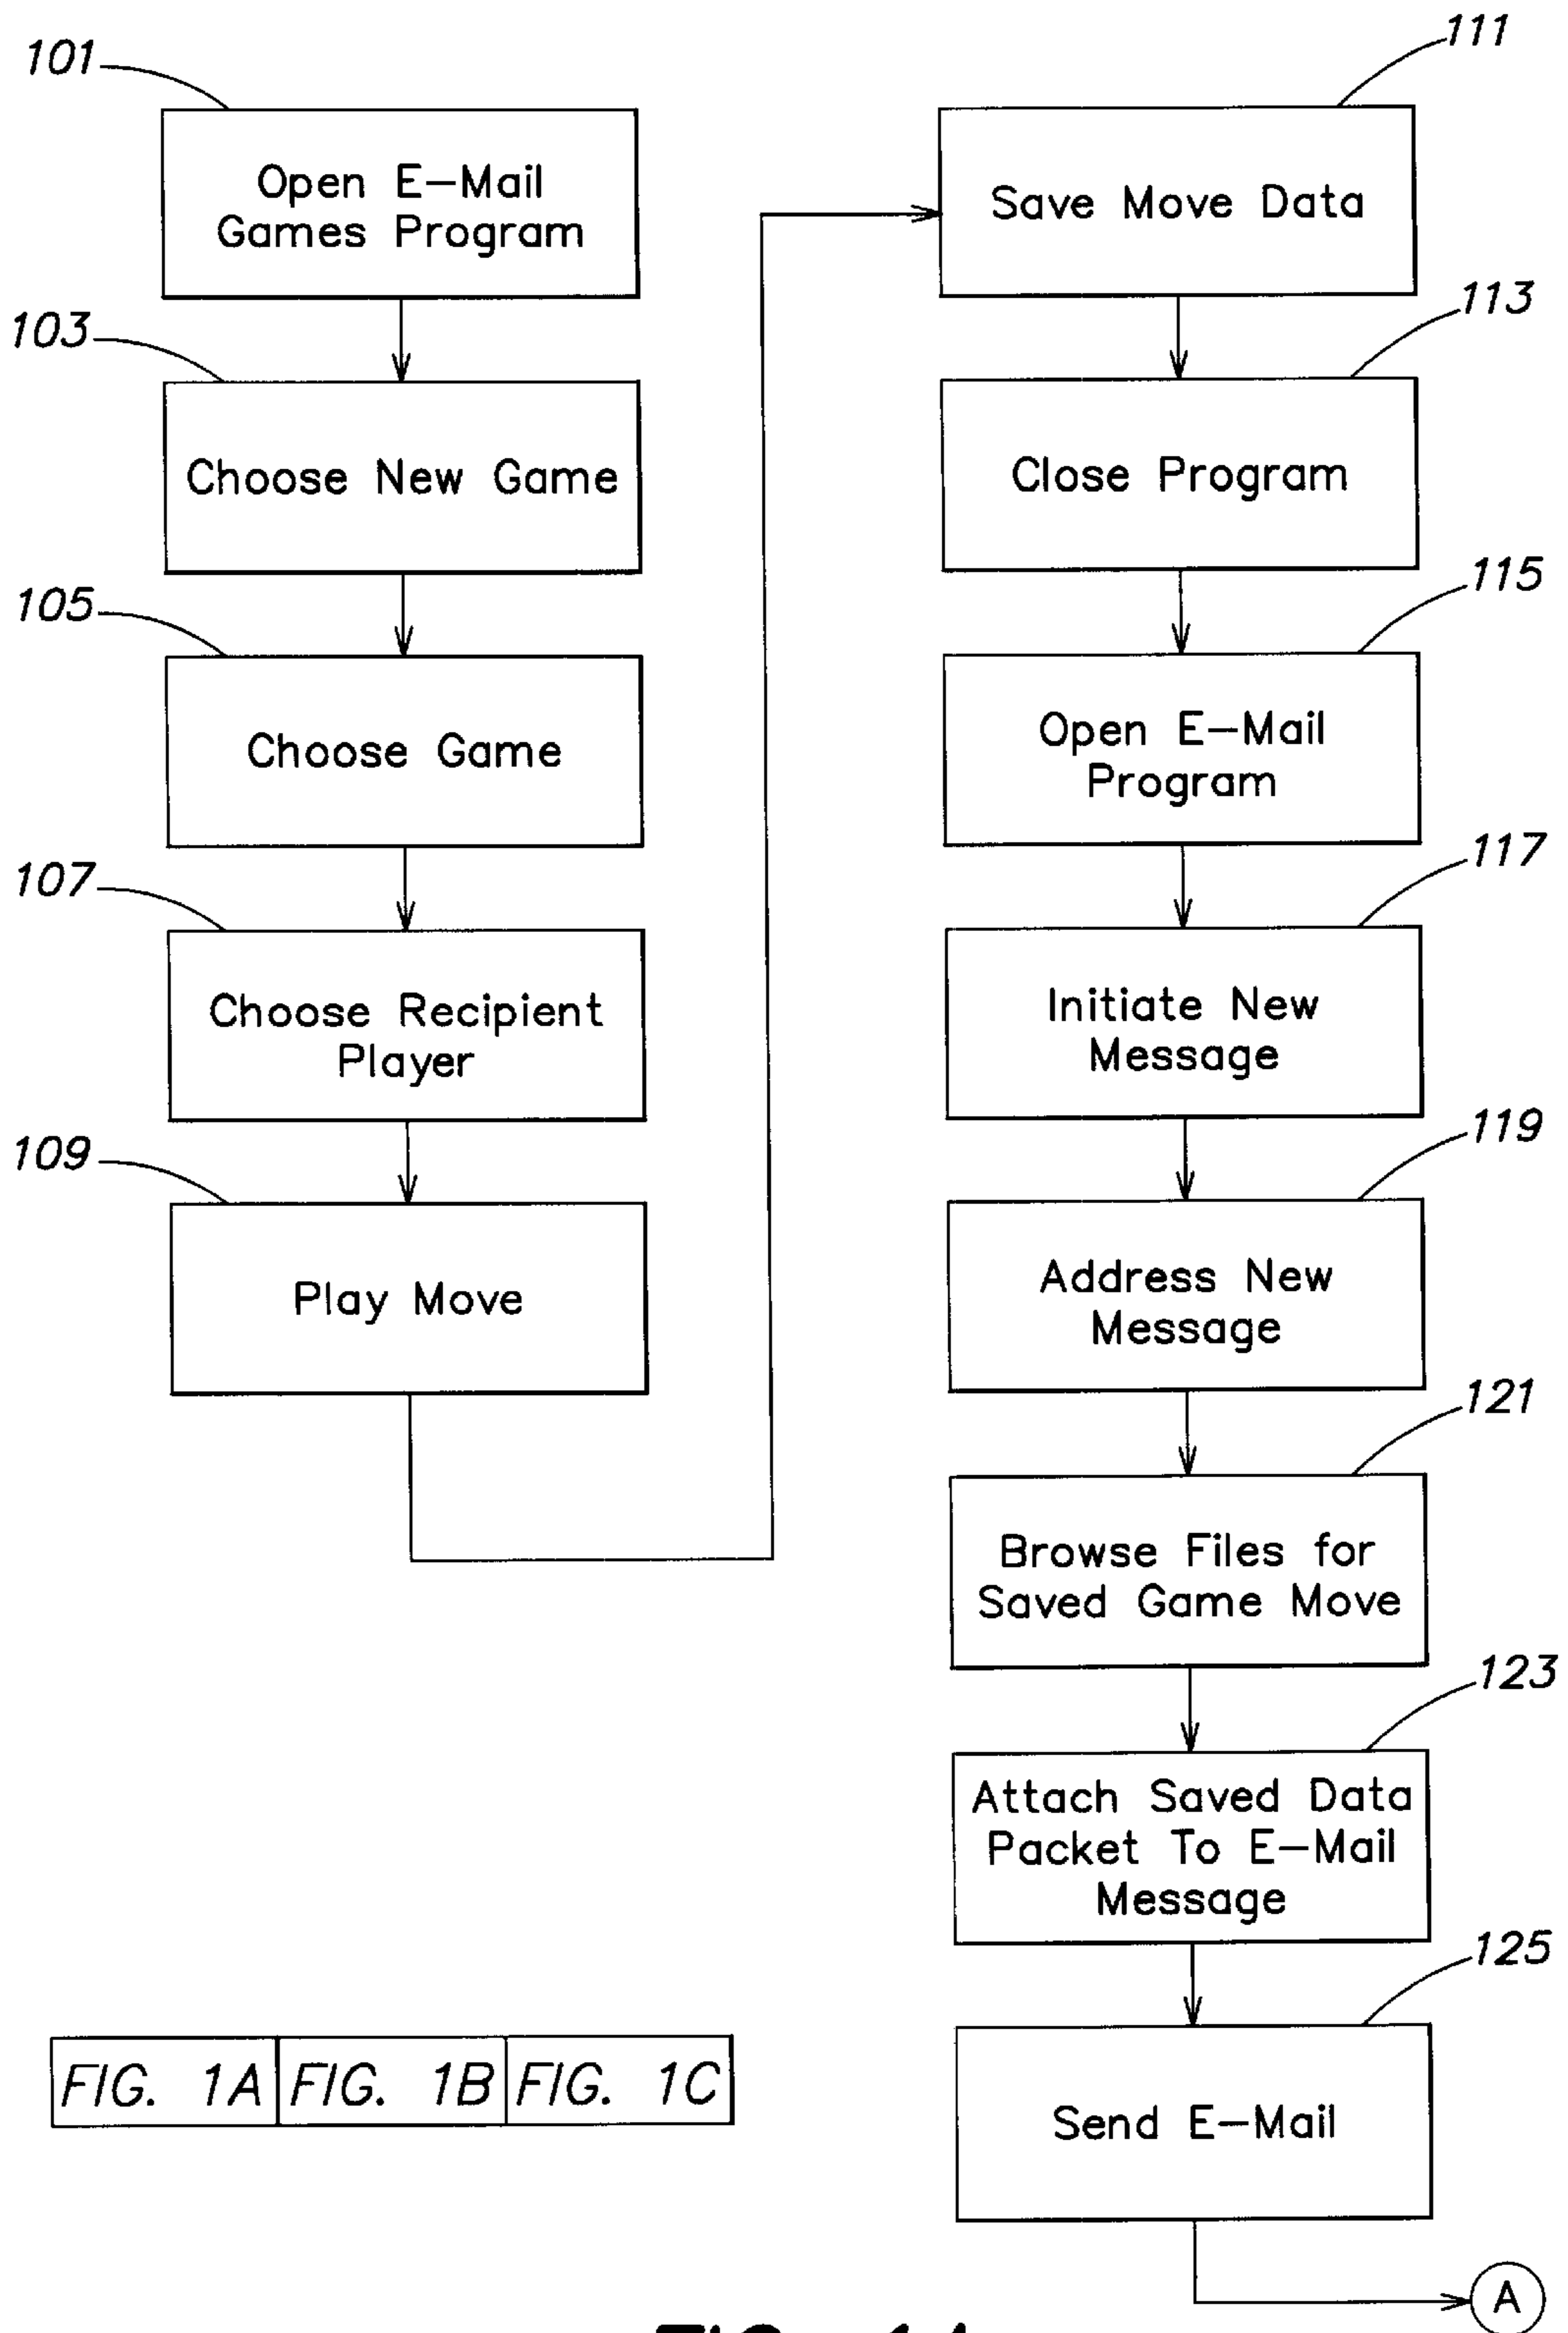 101
Open E-Mail
Games Program
103
Choose New Game
105
Choose Game
107
Choose Recipient
Player
109
Play Move
111
Save Move Data
113
Close Program
115
Open E-Mail
Program
117
Initiate New
Message
119
Address New
Message
121
Browse Files for
Saved Game Move
123
Attach Saved Data
Packet To E-Mail
Message
125
Send E-Mail
A
FIG. 1A FIG. 1B FIG. 1C
FIG. 1A